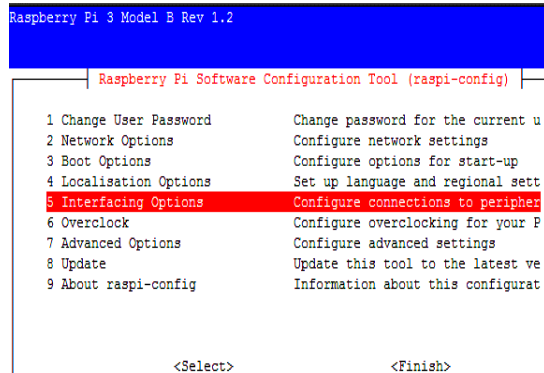 Raspberry Pi 3 Model B Rev 1.2
Raspberry Pi Software Configuration Tool (raspi-config)
1 Change User Password Change password for the current u
2 Network Options Configure network settings
3 Boot Options Configure options for start-up
4 Localisation Options Set up language and regional sett
5 Interfacing Options Configure connections to peripher
6 Overclock Configure overclocking for your P
7 Advanced Options Configure advanced settings
8 Update Update this tool to the latest ve
9 About raspi-config Information about this configurat
<Select> <Finish>